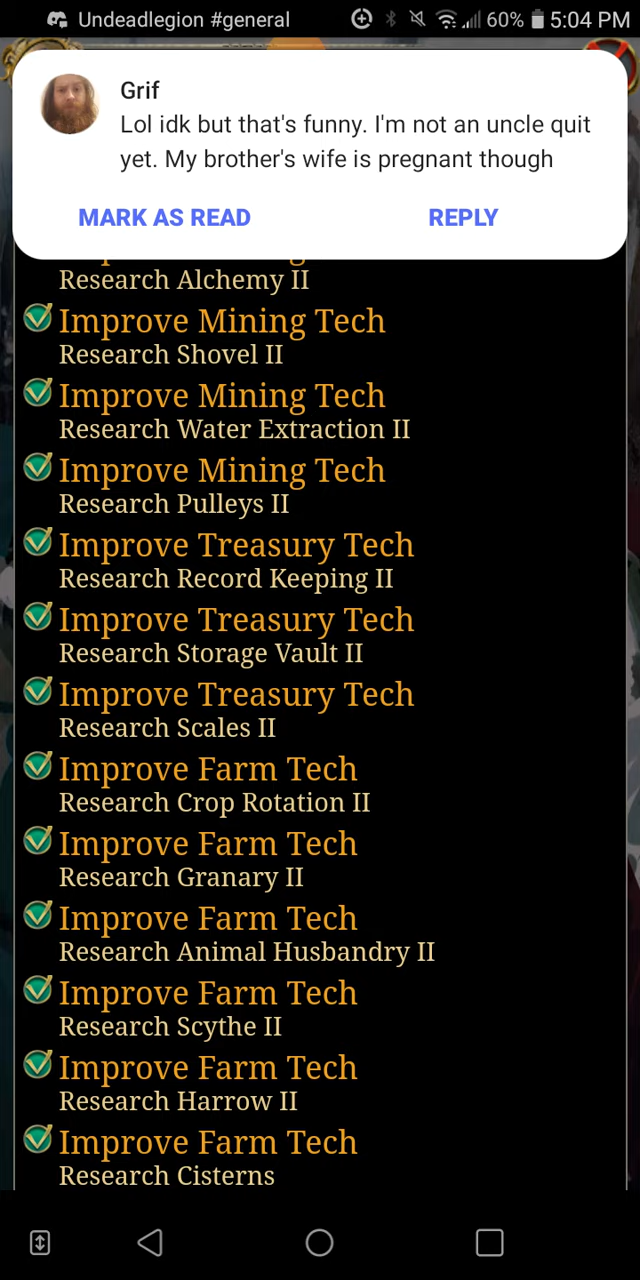 Undeadlegion #general 60% 5:04 PM
Grif
Lol idk but that's funny. I'm not an uncle quit
yet. My brother's wife is pregnant though
MARK AS READ REPLY
Research Alchemy II
Improve Mining Tech
Research Shovel II
Improve Mining Tech
Research Water Extraction II
Improve Mining Tech
Research Pulleys II
Improve Treasury Tech
Research Record Keeping II
Improve Treasury Tech
Research Storage Vault II
Improve Treasury Tech
Research Scales II
Improve Farm Tech
Research Crop Rotation II
Improve Farm Tech
Research Granary II
Improve Farm Tech
Research Animal Husbandry II
Improve Farm Tech
Research Scythe II
Improve Farm Tech
Research Harrow II
Improve Farm Tech
Research Cisterns